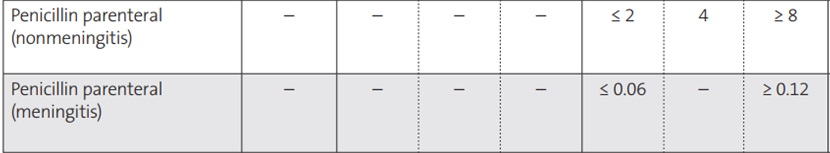 Penicillin parenteral – – – – ≤ 2 4 ≥ 8
(nonmeningitis)
Penicillin parenteral – – – – ≤ 0.06 – ≥ 0.12
(meningitis)